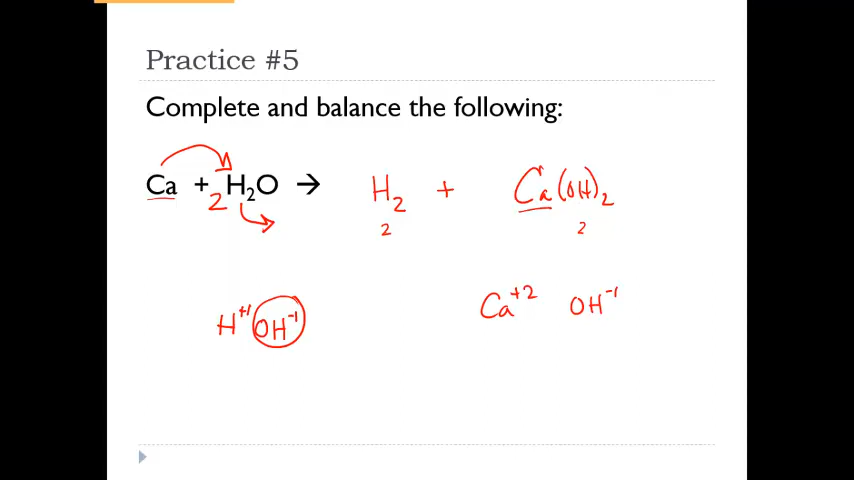 Practice #5
Complete and balance the following:
Ca + 2 H₂O → H₂ + Ca(OH)₂
2 2
H⁺¹ OH⁻¹ Ca⁺² OH⁻¹